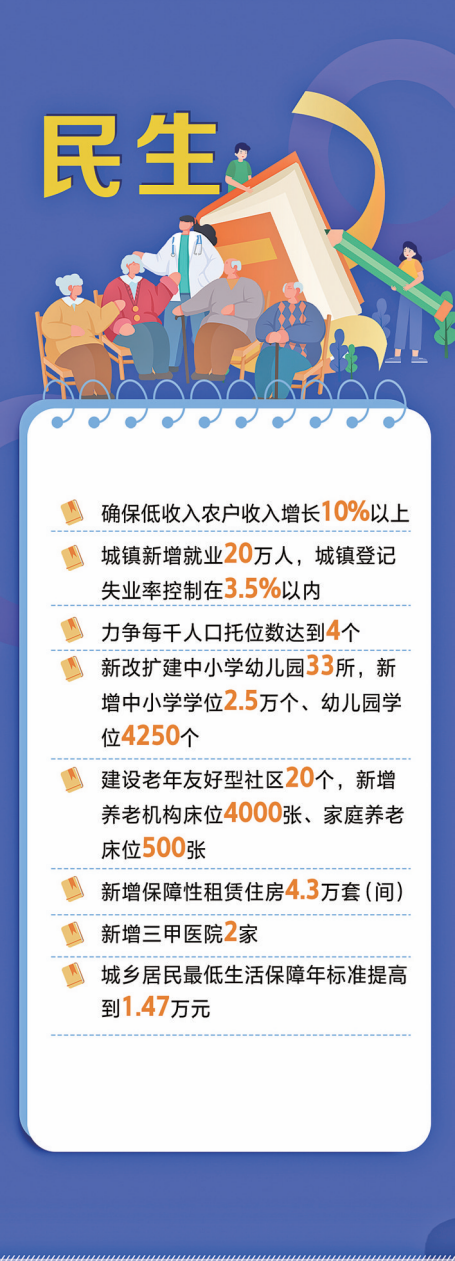 民生
确保低收入农户收入增长10%以上
城镇新增就业20万人，城镇登记
失业率控制在3.5%以内
力争每千人口托位数达到4个
新改扩建中小学幼儿园33所，新
增中小学学位2.5万个、幼儿园学
位4250个
建设老年友好型社区20个，新增
养老机构床位4000张、家庭养老
床位500张
新增保障性租赁住房4.3万套(间)
新增三甲医院2家
城乡居民最低生活保障年标准提高
到1.47万元